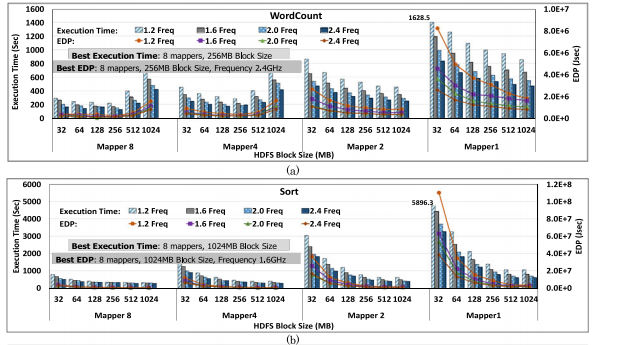 WordCount
1600
1400
1200
1000
800
600
400
200
0
Execution Time (Sec)
Execution Time: 1.2 Freq 1.6 Freq 2.0 Freq 2.4 Freq
EDP: 1.2 Freq 1.6 Freq 2.0 Freq 2.4 Freq
Best Execution Time: 8 mappers, 256MB Block Size
Best EDP: 8 mappers, 256MB Block Size, Frequency 2.4GHz
1628.5
1.0E+7
8.0E+6
6.0E+6
4.0E+6
2.0E+6
0.0E+0
EDP (J.Sec)
32 64 128 256 512 1024 32 64 128 256 512 1024 32 64 128 256 512 1024 32 64 128 256 512 1024
Mapper 8 Mapper4 Mapper 2 Mapper1
HDFS Block Size (MB)
(a)
Sort
6000
5000
4000
3000
2000
1000
0
Execution Time (Sec)
Execution Time: 1.2 Freq 1.6 Freq 2.0 Freq 2.4 Freq
EDP: 1.2 Freq 1.6 Freq 2.0 Freq 2.4 Freq
Best Execution Time: 8 mappers, 1024MB Block Size
Best EDP: 8 mappers, 1024MB Block Size, Frequency 1.6GHz
5896.3
1.2E+8
1.0E+8
8.0E+7
6.0E+7
4.0E+7
2.0E+7
0.0E+0
EDP (J.Sec)
32 64 128 256 512 1024 32 64 128 256 512 1024 32 64 128 256 512 1024 32 64 128 256 512 1024
Mapper 8 Mapper4 Mapper 2 Mapper1
HDFS Block Size (MB)
(b)